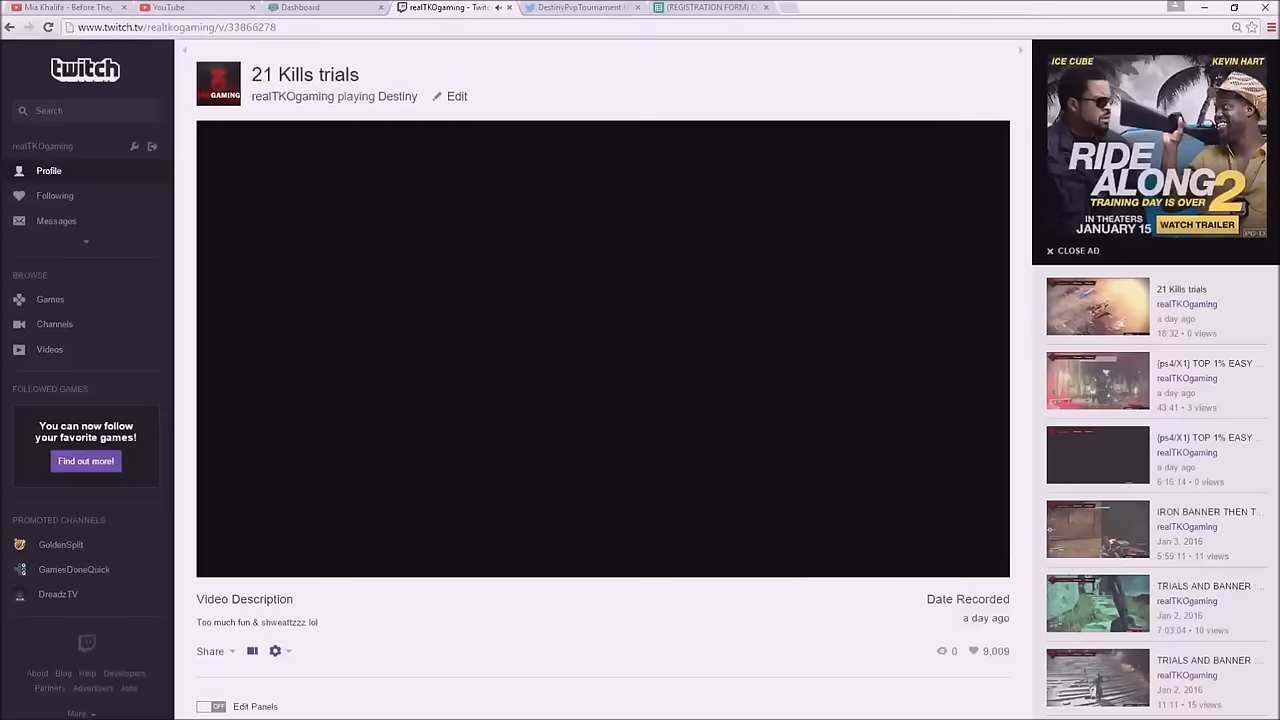 Mia Khalifa - Before They
YouTube
Dashboard
realTKOgaming - Twitc
DestinyPvpTournament
(REGISTRATION FORM)
www.twitch.tv/realtkogaming/v/33866278
twitch
Search
realTKOgaming
Profile
Following
Messages
BROWSE
Games
Channels
Videos
FOLLOWED GAMES
You can now follow
your favorite games!
Find out more!
PROMOTED CHANNELS
GoldenSplit
GamesDoneQuick
DreadzTV
About Blog Help Developers
Partners Advertisers Jobs
More
GAMING
21 Kills trials
realTKOgaming playing Destiny
Edit
Video Description
Too much fun & shweattzzz lol
Date Recorded
a day ago
Share
0
9,009
OFF
Edit Panels
ICE CUBE
KEVIN HART
RIDE
ALONG 2
TRAINING DAY IS OVER
IN THEATERS
JANUARY 15
WATCH TRAILER
PG-13
X CLOSE AD
21 Kills trials
realTKOgaming
a day ago
18:32 • 0 views
{ps4/X1} TOP 1% EASY ...
realTKOgaming
a day ago
43:41 • 3 views
{ps4/X1} TOP 1% EASY ...
realTKOgaming
a day ago
6:16:14 • 0 views
IRON BANNER THEN T...
realTKOgaming
Jan 3, 2016
5:59:11 • 11 views
TRIALS AND BANNER :...
realTKOgaming
Jan 2, 2016
7:03:04 • 10 views
TRIALS AND BANNER ...
realTKOgaming
Jan 2, 2016
11:11 • 15 views